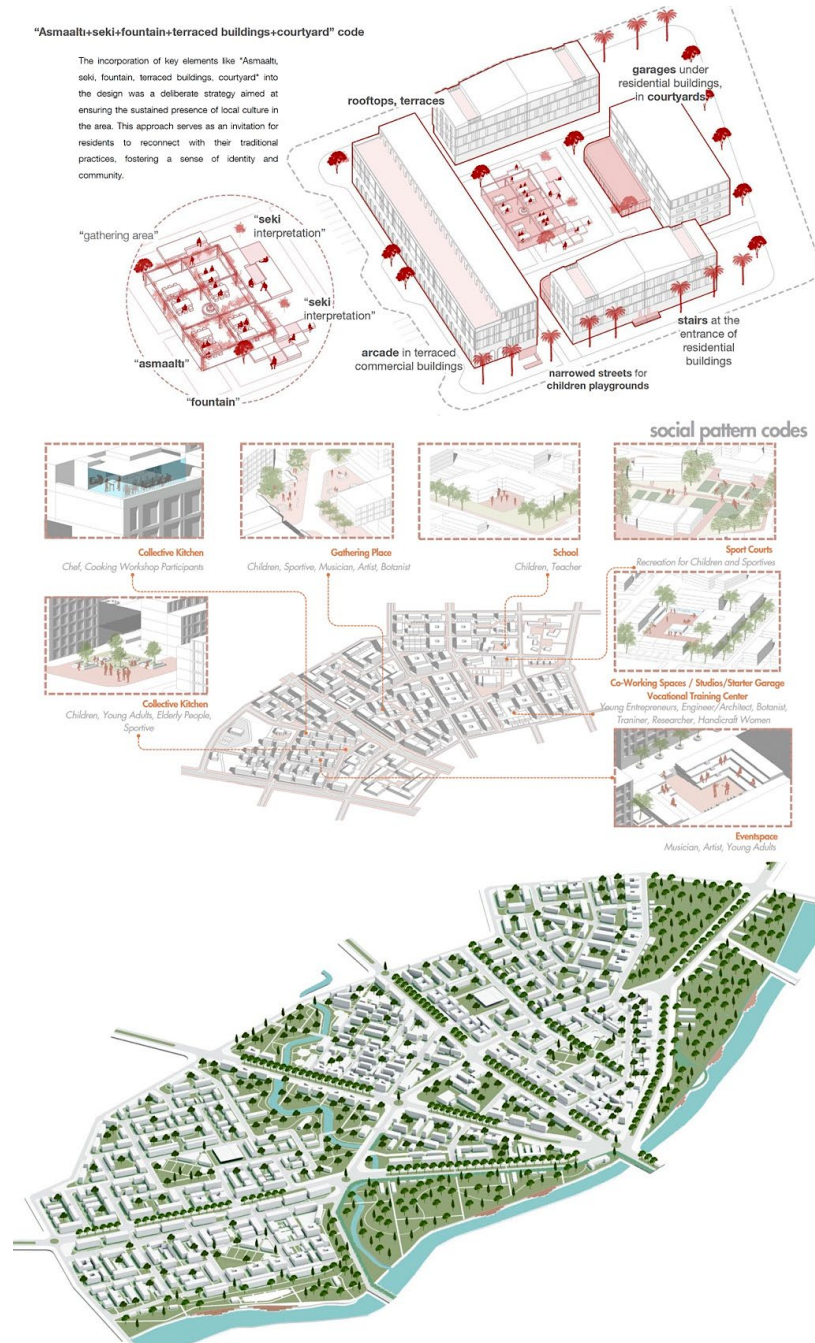 “Asmaaltı+seki+fountain+terraced buildings+courtyard” code
The incorporation of key elements like "Asmaaltı,
seki, fountain, terraced buildings, courtyard" into
the design was a deliberate strategy aimed at
ensuring the sustained presence of local culture in
the area. This approach serves as an invitation for
residents to reconnect with their traditional
practices, fostering a sense of identity and
community.
rooftops, terraces
garages under
residential buildings,
in courtyards.
“gathering area”
“seki
interpretation”
“seki
interpretation”
“asmaaltı”
“fountain”
arcade in terraced
commercial buildings
narrowed streets for
children playgrounds
stairs at the
entrance of
residential
buildings
social pattern codes
Collective Kitchen
Chef, Cooking Workshop Participants
Gathering Place
Children, Sportive, Musician, Artist, Botanist
School
Children, Teacher
Sport Courts
Recreation for Children and Sportives
Collective Kitchen
Children, Young Adults, Elderly People,
Sportive
Co-Working Spaces / Studios/Starter Garage
Vocational Training Center
Young Entrepreneurs, Engineer/Architect, Botanist,
Traniner, Researcher, Handicraft Women
Eventspace
Musician, Artist, Young Adults